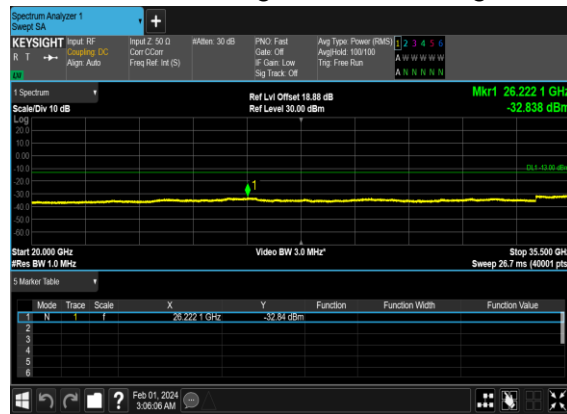 Spectrum Analyzer 1
Swept SA
KEYSIGHT Input: RF Input Z: 50 Ω #Atten: 30 dB PNO: Fast Avg Type: Power (RMS) 1 2 3 4 5 6
R T Coupling: DC Corr CCorr Gate: Off Avg|Hold: 100/100 A W W W W W
Align: Auto Freq Ref: Int (S) IF Gain: Low Trig: Free Run
Sig Track: Off A N N N N N
1 Spectrum Ref Lvl Offset 18.88 dB Mkr1 26.222 1 GHz
Scale/Div 10 dB Ref Level 30.00 dBm -32.838 dBm
Log
20.0
10.0
0.00
-10.0
DL1 -13.00 dBm
-20.0
1
-30.0
-40.0
-50.0
-60.0
Start 20.000 GHz Video BW 3.0 MHz* Stop 35.500 GHz
#Res BW 1.0 MHz Sweep 26.7 ms (40001 pts)
5 Marker Table
Mode Trace Scale X Y Function Function Width Function Value
1 N 1 f 26.222 1 GHz -32.84 dBm
2
3
4
5
6
? Feb 01, 2024
3:06:06 AM